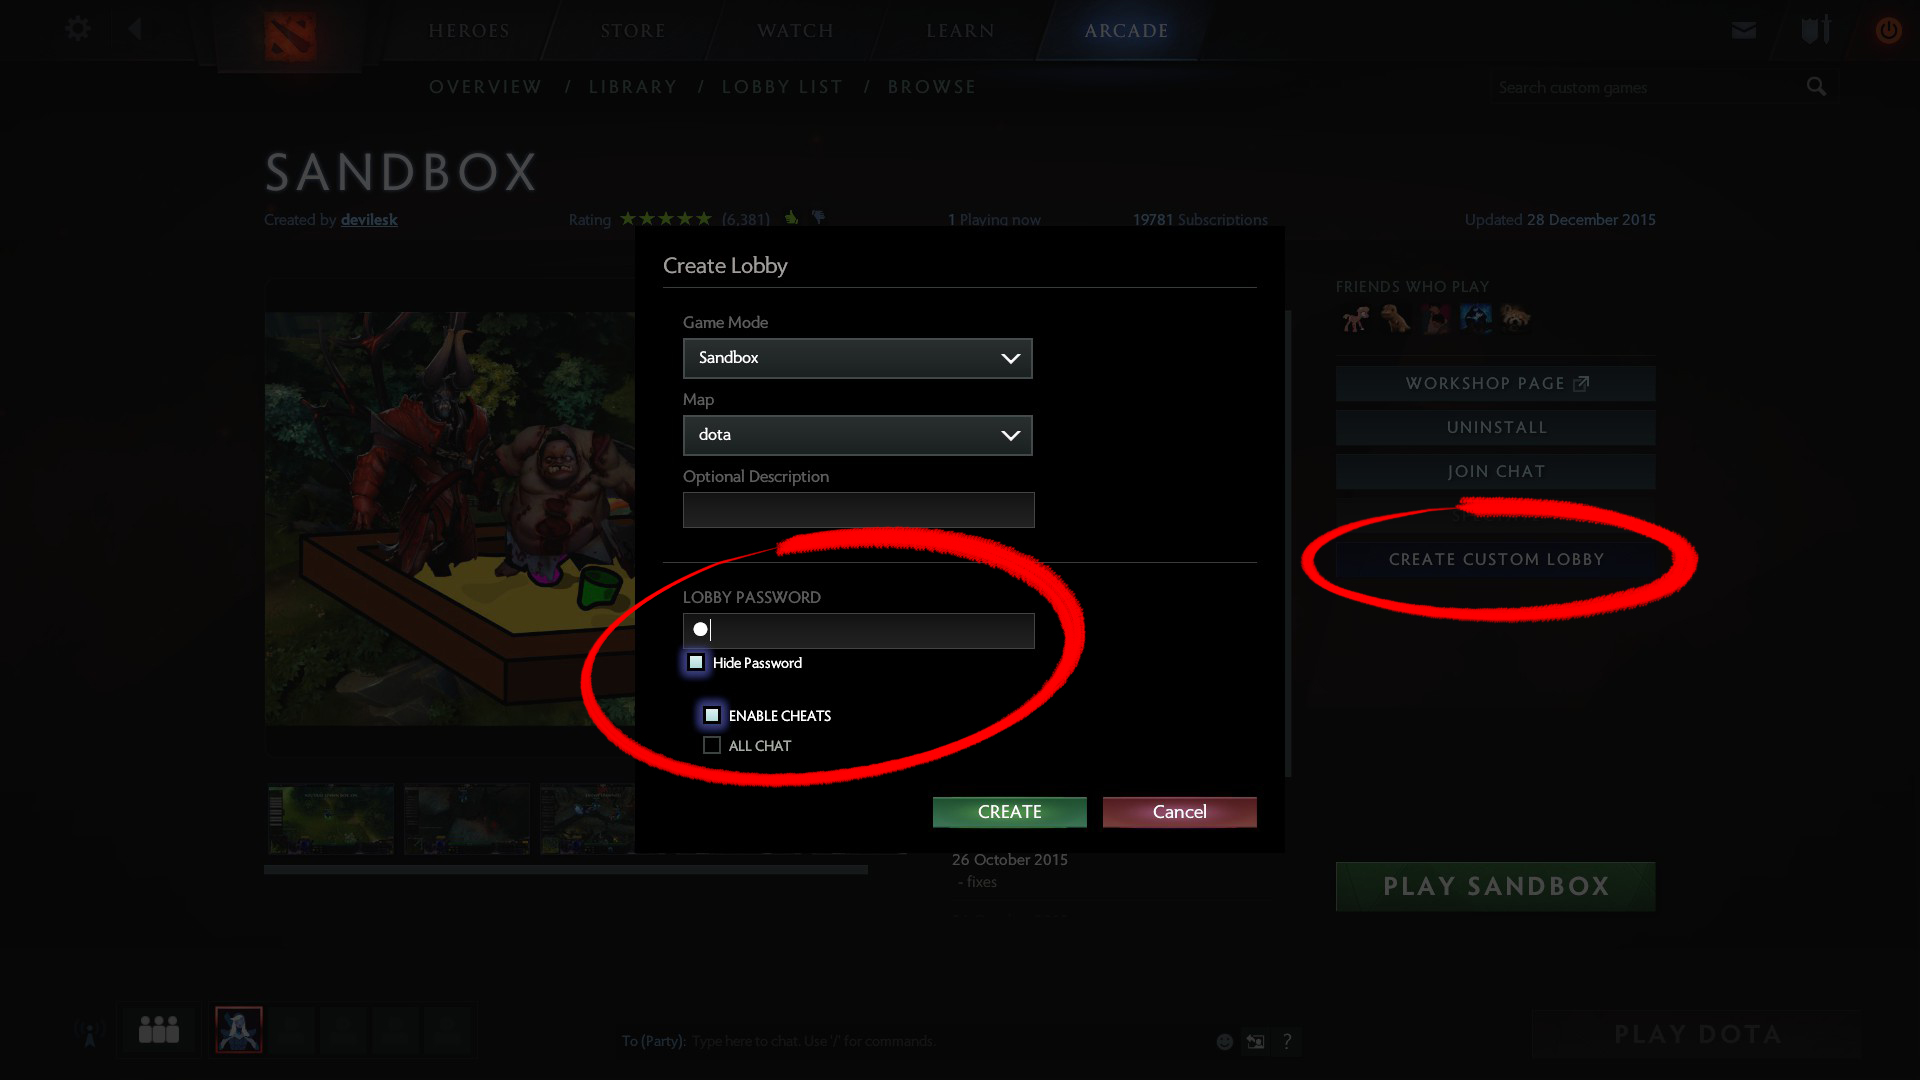 HEROES
STORE
WATCH
LEARN
ARCADE
OVERVIEW / LIBRARY / LOBBY LIST / BROWSE
Search custom games
SANDBOX
Created by devilesk
Rating
(6,381)
1 Playing now
19781 Subscriptions
Updated 28 December 2015
Create Lobby
Game Mode
Sandbox
Map
dota
Optional Description
LOBBY PASSWORD
Hide Password
ENABLE CHEATS
ALL CHAT
CREATE
Cancel
FRIENDS WHO PLAY
WORKSHOP PAGE
UNINSTALL
JOIN CHAT
CREATE CUSTOM LOBBY
26 October 2015
- fixes
PLAY SANDBOX
To (Party): Type here to chat. Use '/' for commands.
?
PLAY DOTA